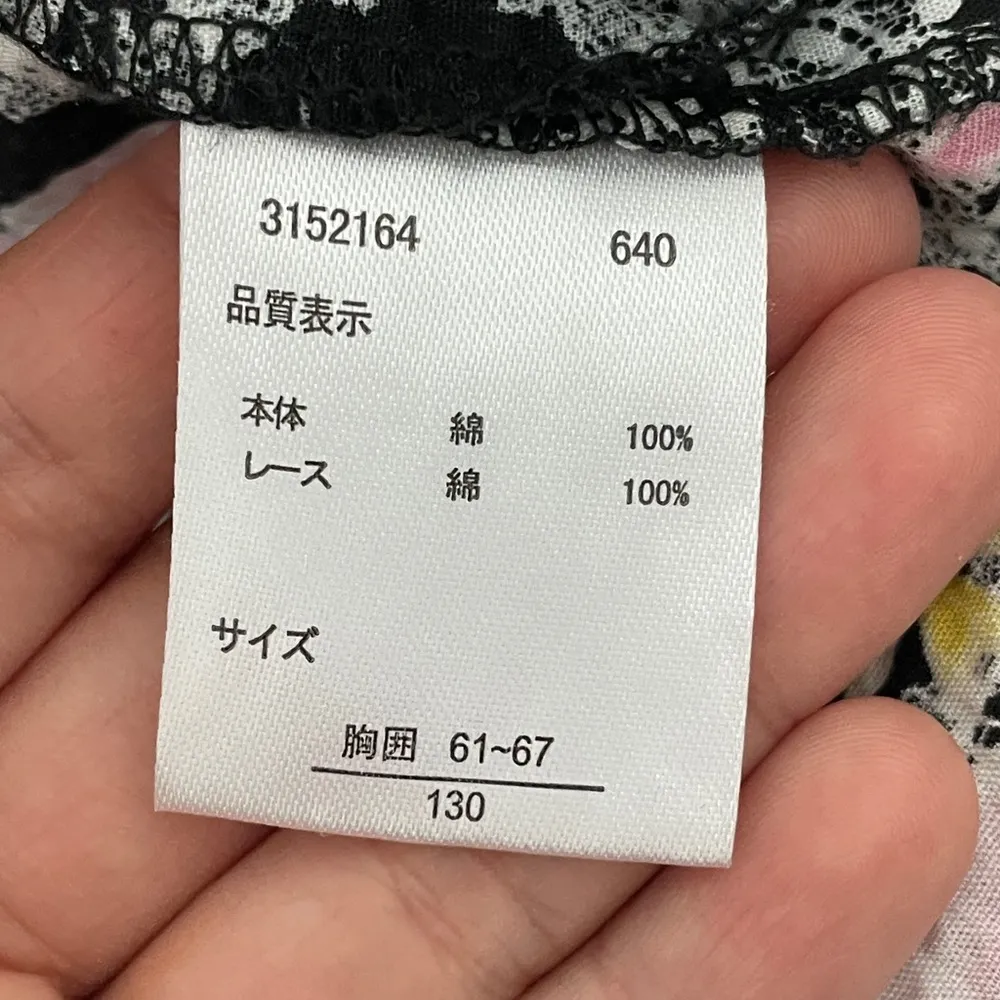 3152164 640
品質表示
本体 綿 100%
レース 綿 100%
サイズ
胸囲 61~67
130